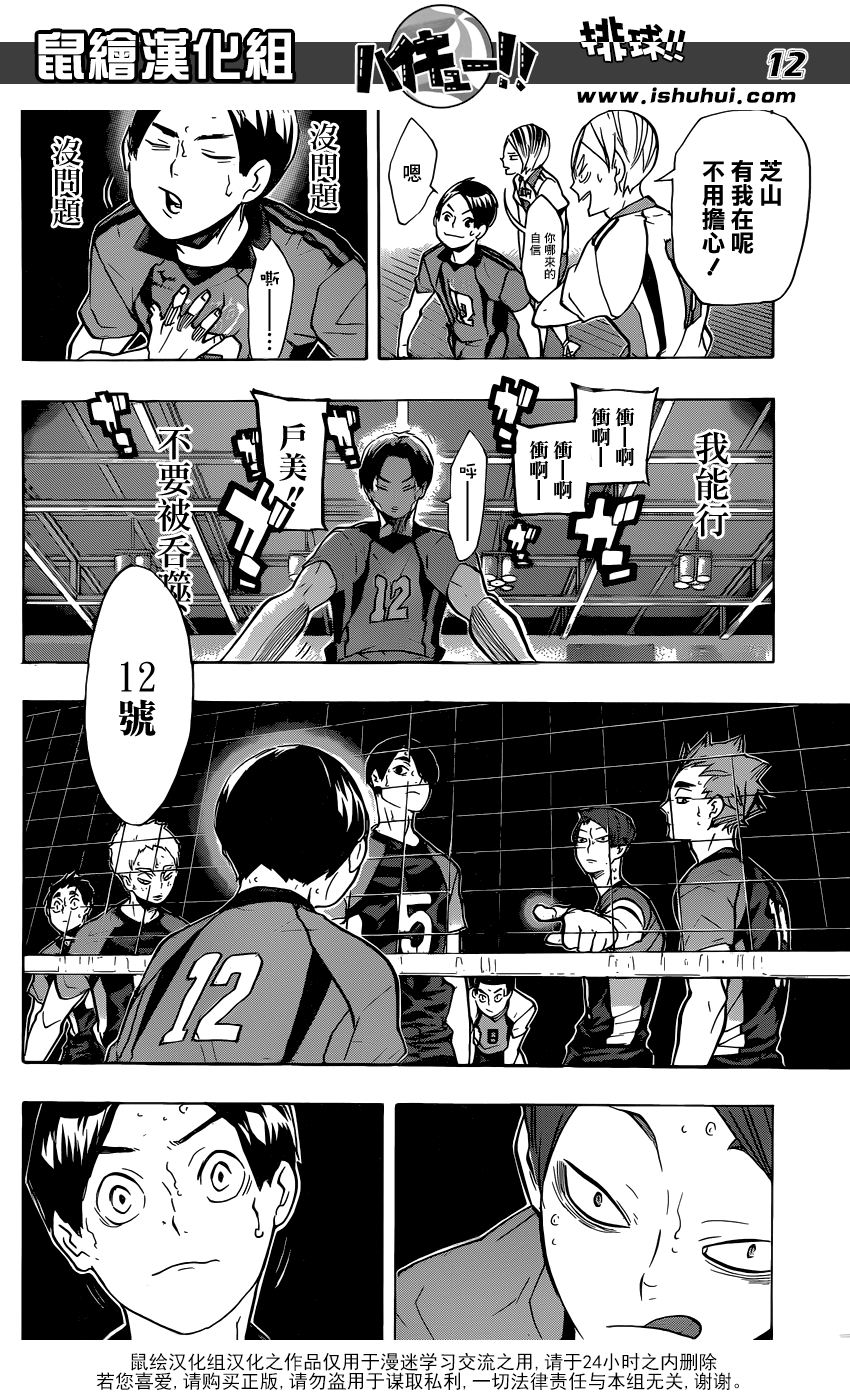 鼠繪漢化組
ハイキュー!!
排球!!
12
www.ishuhui.com
芝山
有我在呢
不用擔心!
你哪來的
自信
嗯
沒問題
沒問題
嘶——……
我能行
衝—啊
衝啊—
衝—啊
衝啊—
呼——
戶美!!
不要被吞噬、
12
12號
12
5
8
鼠绘汉化组汉化之作品仅用于漫迷学习交流之用,请于24小时之内删除
若您喜爱,请购买正版,请勿盗用于谋取私利,一切法律责任与本组无关,谢谢。